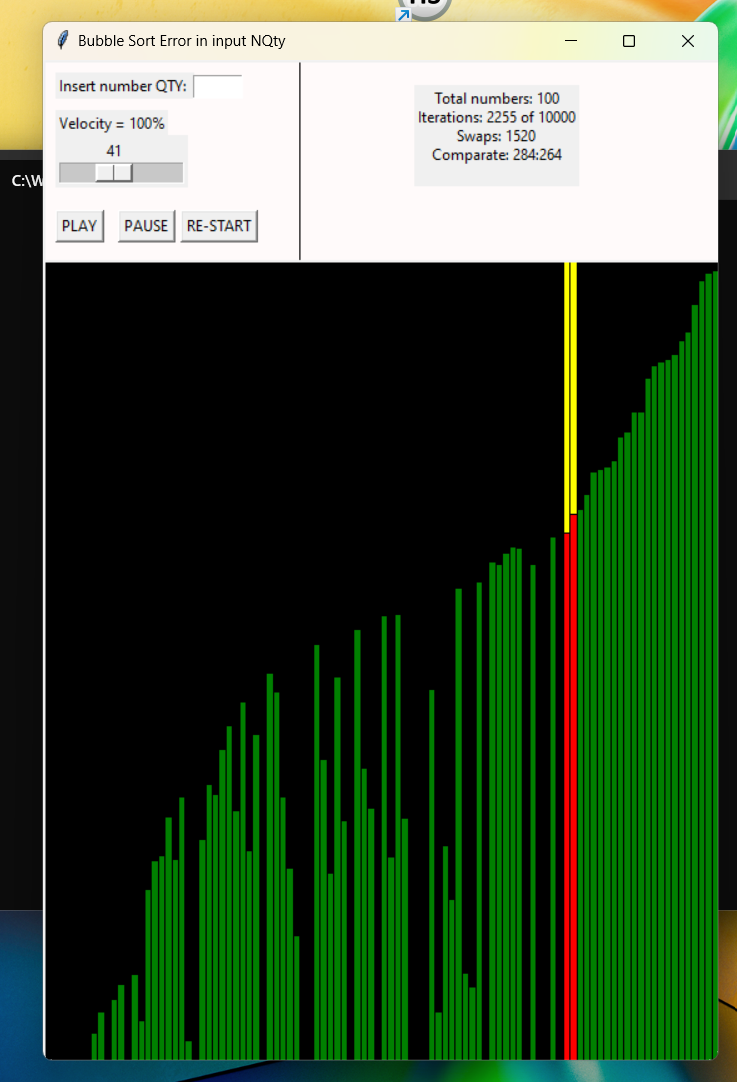 Bubble Sort Error in input NQty
Insert number QTY:
Velocity = 100%
41
PLAY PAUSE RE-START
Total numbers: 100
Iterations: 2255 of 10000
Swaps: 1520
Comparate: 284:264
C:\W